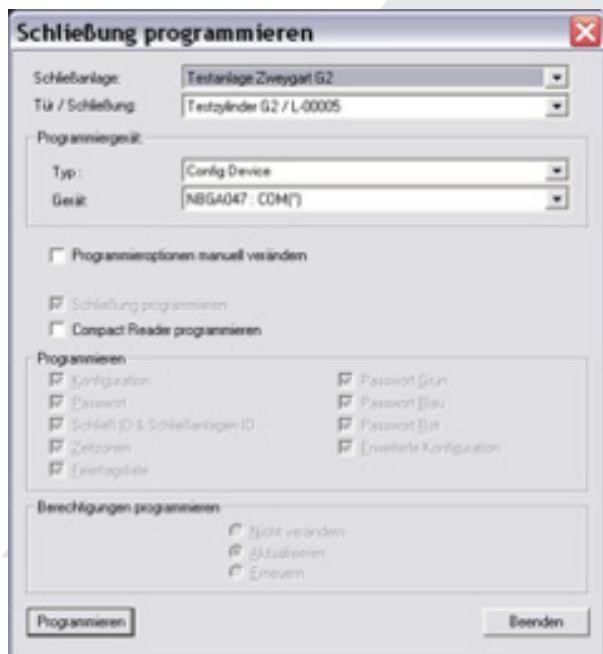 Schließung programmieren
Schließanlage: Testanlage Zweygart G2
Tür / Schließung: Testzylinder G2 / L-00005
Programmiergerät
Typ: Config Device
Gerät: NBGA047 : COM(*)
Programmieroptionen manuell verändern
Schließung programmieren
Compact Reader programmieren
Programmieren
Konfiguration Passwort Grün
Passwort Passwort Blau
Schließ ID & Schließanlagen ID Passwort Rot
Zeitzonen Erweiterte Konfiguration
Feiertagsliste
Berechtigungen programmieren
Nicht verändern
Aktualisieren
Erneuern
Programmieren Beenden